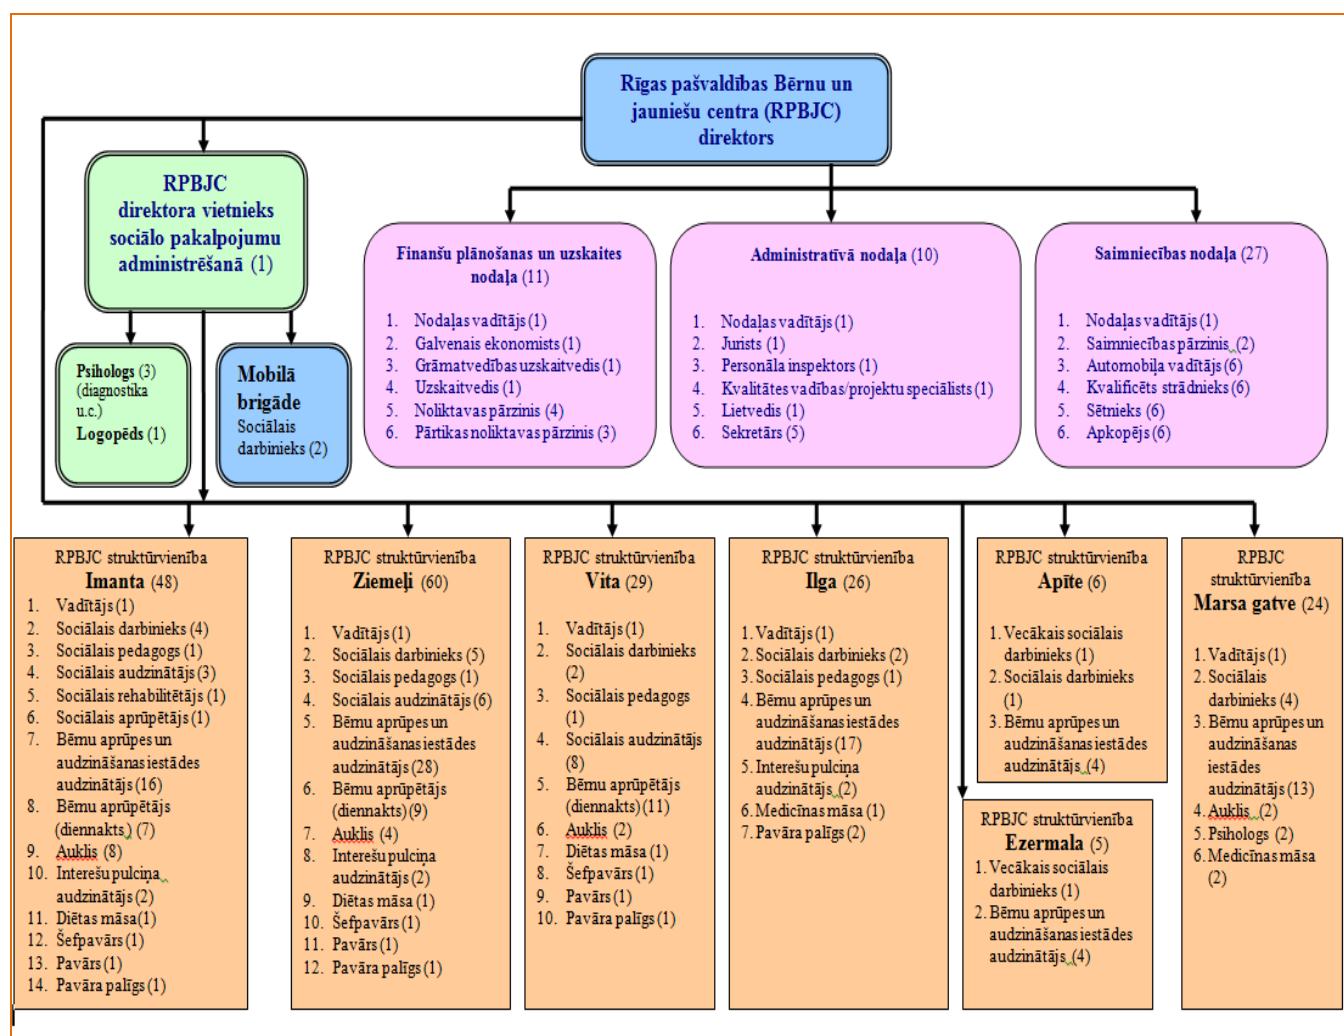 Rīgas pašvaldības Bērnu un
jauniešu centra (RPBJC)
direktors
RPBJC
direktora vietnieks
sociālo pakalpojumu
administrēšanā (1)
Finanšu plānošanas un uzskaites
nodaļa (11)
1. Nodaļas vadītājs (1)
2. Galvenais ekonomists (1)
3. Grāmatvedības uzskaitvedis (1)
4. Uzskaitvedis (1)
5. Noliktavas pārzinis (4)
6. Pārtikas noliktavas pārzinis (3)
Administratīvā nodaļa (10)
1. Nodaļas vadītājs (1)
2. Jurists (1)
3. Personāla inspektors (1)
4. Kvalitātes vadības/projektu speciālists (1)
5. Lietvedis (1)
6. Sekretārs (5)
Saimniecības nodaļa (27)
1. Nodaļas vadītājs (1)
2. Saimniecības pārzinis (2)
3. Automobiļa vadītājs (6)
4. Kvalificēts strādnieks (6)
5. Sētnieks (6)
6. Apkopējs (6)
Psihologs (3)
(diagnostika
u.c.)
Logopēds (1)
Mobilā
brigāde
Sociālais
darbinieks (2)
RPBJC struktūrvienība
Imanta (48)
1. Vadītājs (1)
2. Sociālais darbinieks (4)
3. Sociālais pedagogs (1)
4. Sociālais audzinātājs (3)
5. Sociālais rehabilitētājs (1)
6. Sociālais aprūpētājs (1)
7. Bērnu aprūpes un
audzināšanas iestādes
audzinātājs (16)
8. Bērnu aprūpētājs
(diennakts) (7)
9. Auklis (8)
10. Interešu pulciņa
audzinātājs (2)
11. Diētas māsa (1)
12. Šefpavārs (1)
13. Pavārs (1)
14. Pavāra palīgs (1)
RPBJC struktūrvienība
Ziemeļi (60)
1. Vadītājs (1)
2. Sociālais darbinieks (5)
3. Sociālais pedagogs (1)
4. Sociālais audzinātājs (6)
5. Bērnu aprūpes un
audzināšanas iestādes
audzinātājs (28)
6. Bērnu aprūpētājs
(diennakts) (9)
7. Auklis (4)
8. Interešu pulciņa
audzinātājs (2)
9. Diētas māsa (1)
10. Šefpavārs (1)
11. Pavārs (1)
12. Pavāra palīgs (1)
RPBJC struktūrvienība
Vita (29)
1. Vadītājs (1)
2. Sociālais darbinieks
(2)
3. Sociālais pedagogs
(1)
4. Sociālais audzinātājs
(8)
5. Bērnu aprūpētājs
(diennakts) (11)
6. Auklis (2)
7. Diētas māsa (1)
8. Šefpavārs (1)
9. Pavārs (1)
10. Pavāra palīgs (1)
RPBJC struktūrvienība
Ilga (26)
1. Vadītājs (1)
2. Sociālais darbinieks (2)
3. Sociālais pedagogs (1)
4. Bērnu aprūpes un
audzināšanas iestādes
audzinātājs (17)
5. Interešu pulciņa
audzinātājs (2)
6. Medicīnas māsa (1)
7. Pavāra palīgs (2)
RPBJC struktūrvienība
Apīte (6)
1. Vecākais sociālais
darbinieks (1)
2. Sociālais darbinieks
(1)
3. Bērnu aprūpes un
audzināšanas iestādes
audzinātājs (4)
RPBJC struktūrvienība
Ezermala (5)
1. Vecākais sociālais
darbinieks (1)
2. Bērnu aprūpes un
audzināšanas iestādes
audzinātājs (4)
RPBJC
struktūrvienība
Marsa gatve (24)
1. Vadītājs (1)
2. Sociālais
darbinieks (4)
3. Bērnu aprūpes un
audzināšanas
iestādes
audzinātājs (13)
4. Auklis (2)
5. Psihologs (2)
6. Medicīnas māsa
(2)